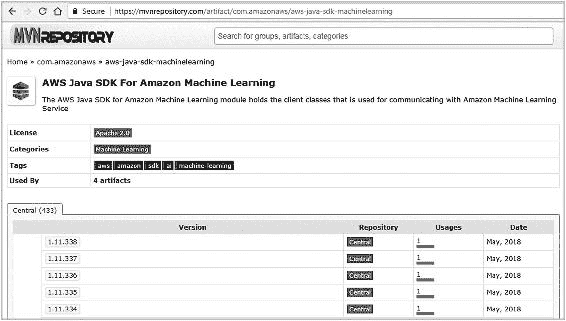 Secure https://mvnrepository.com/artifact/com.amazonaws/aws-java-sdk-machinelearning
MVNREPOSITORY
Search for groups, artifacts, categories
Home » com.amazonaws » aws-java-sdk-machinelearning
AWS Java SDK For Amazon Machine Learning
The AWS Java SDK for Amazon Machine Learning module holds the client classes that is used for communicating with Amazon Machine Learning
Service
License Apache 2.0
Categories Machine Learning
Tags aws amazon sdk ai machine-learning
Used By 4 artifacts
Central (433)
Version Repository Usages Date
1.11.338 Central 1 May, 2018
1.11.337 Central 1 May, 2018
1.11.336 Central 1 May, 2018
1.11.335 Central 1 May, 2018
1.11.334 Central 1 May, 2018